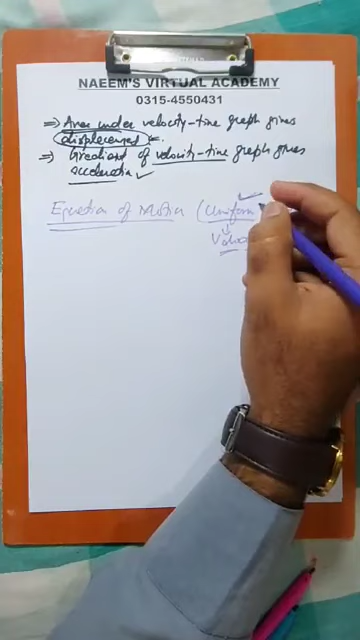 NAEEM'S VIRTUAL ACADEMY
0315-4550431
⇒ Area under velocity-time graph gives
displacement
⇒ Gradient of velocity-time graph gives
acceleration ✓
Equation of motion (Uniform